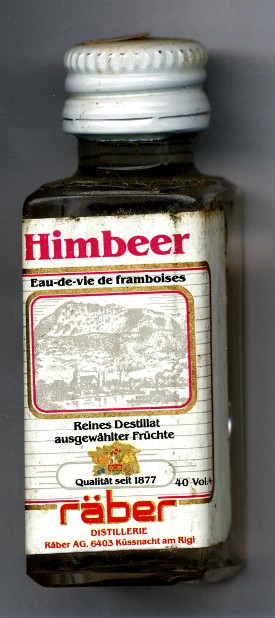 Himbeer
Eau-de-vie de framboises
Reines Destillat
ausgewählter Früchte
Qualität seit 1877
40 Vol.
räber
DISTILLERIE
Räber AG. 6403 Küssnacht am Rigi